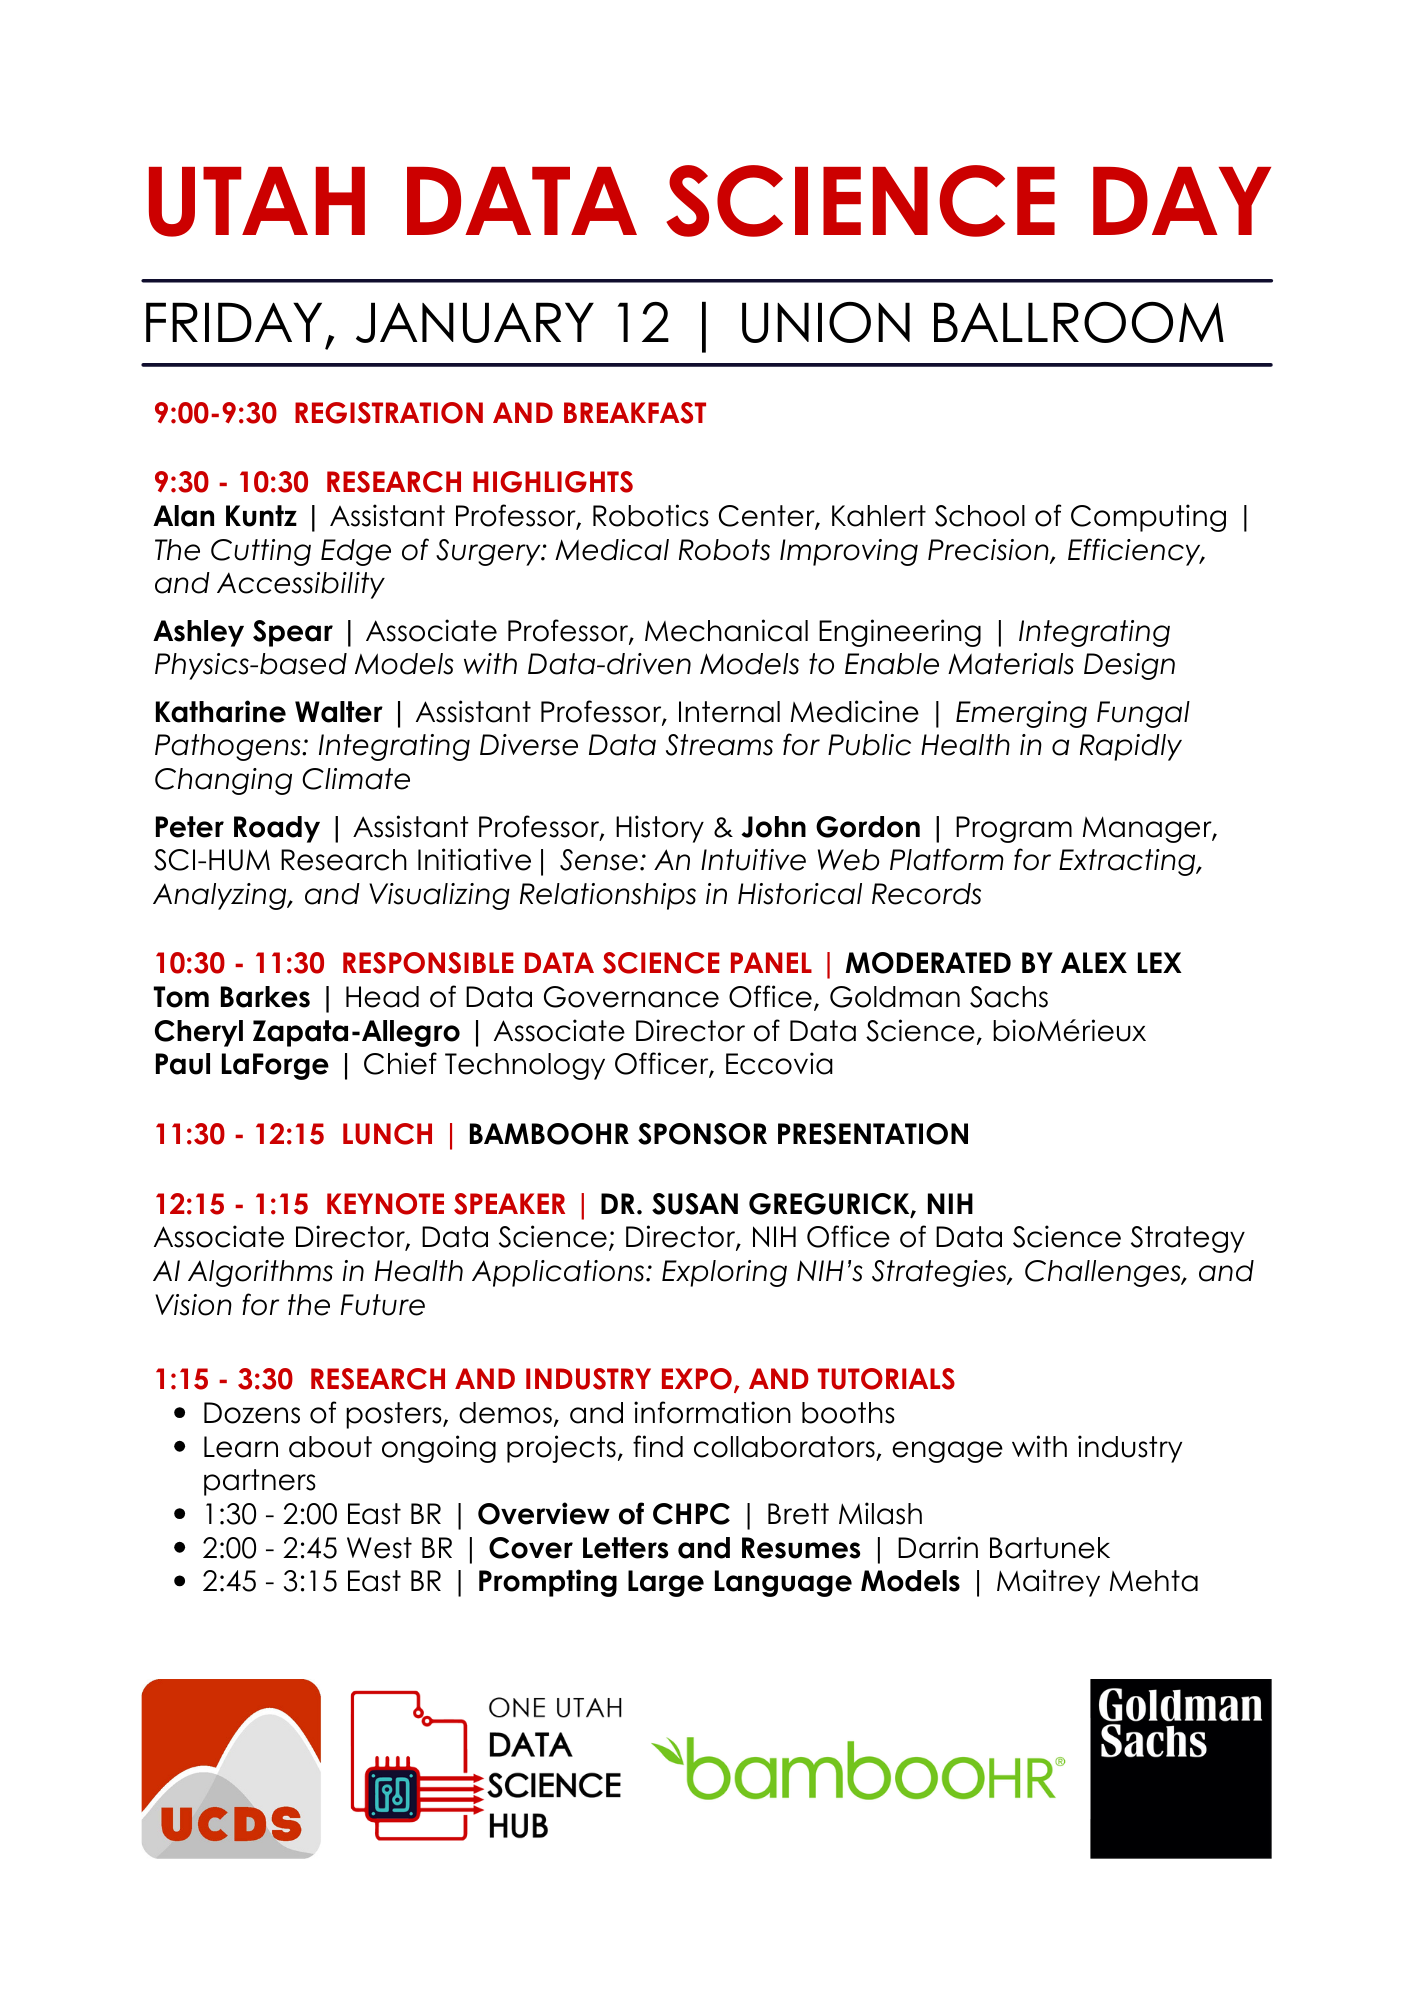 UTAH DATA SCIENCE DAY
FRIDAY, JANUARY 12 | UNION BALLROOM
9:00-9:30 REGISTRATION AND BREAKFAST
9:30 - 10:30 RESEARCH HIGHLIGHTS
Alan Kuntz | Assistant Professor, Robotics Center, Kahlert School of Computing |
The Cutting Edge of Surgery: Medical Robots Improving Precision, Efficiency,
and Accessibility
Ashley Spear | Associate Professor, Mechanical Engineering | Integrating
Physics-based Models with Data-driven Models to Enable Materials Design
Katharine Walter | Assistant Professor, Internal Medicine | Emerging Fungal
Pathogens: Integrating Diverse Data Streams for Public Health in a Rapidly
Changing Climate
Peter Roady | Assistant Professor, History & John Gordon | Program Manager,
SCI-HUM Research Initiative| Sense: An Intuitive Web Platform for Extracting,
Analyzing, and Visualizing Relationships in Historical Records
10:30 - 11:30 RESPONSIBLE DATA SCIENCE PANEL | MODERATED BY ALEX LEX
Tom Barkes | Head of Data Governance Office, Goldman Sachs
Cheryl Zapata-Allegro | Associate Director of Data Science, bioMérieux
Paul LaForge | Chief Technology Officer, Eccovia
11:30 - 12:15 LUNCH | BAMBOOHR SPONSOR PRESENTATION
12:15 - 1:15 KEYNOTE SPEAKER | DR. SUSAN GREGURICK, NIH
Associate Director, Data Science; Director, NIH Office of Data Science Strategy
AI Algorithms in Health Applications: Exploring NIH's Strategies, Challenges, and
Vision for the Future
1:15 - 3:30 RESEARCH AND INDUSTRY EXPO, AND TUTORIALS
• Dozens of posters, demos, and information booths
• Learn about ongoing projects, find collaborators, engage with industry
partners
• 1:30 - 2:00 East BR | Overview of CHPC | Brett Milash
• 2:00 - 2:45 West BR | Cover Letters and Resumes | Darrin Bartunek
• 2:45 - 3:15 East BR | Prompting Large Language Models | Maitrey Mehta
UCDS
ONE UTAH
DATA
SCIENCE
HUB
bambooHR®
Goldman
Sachs